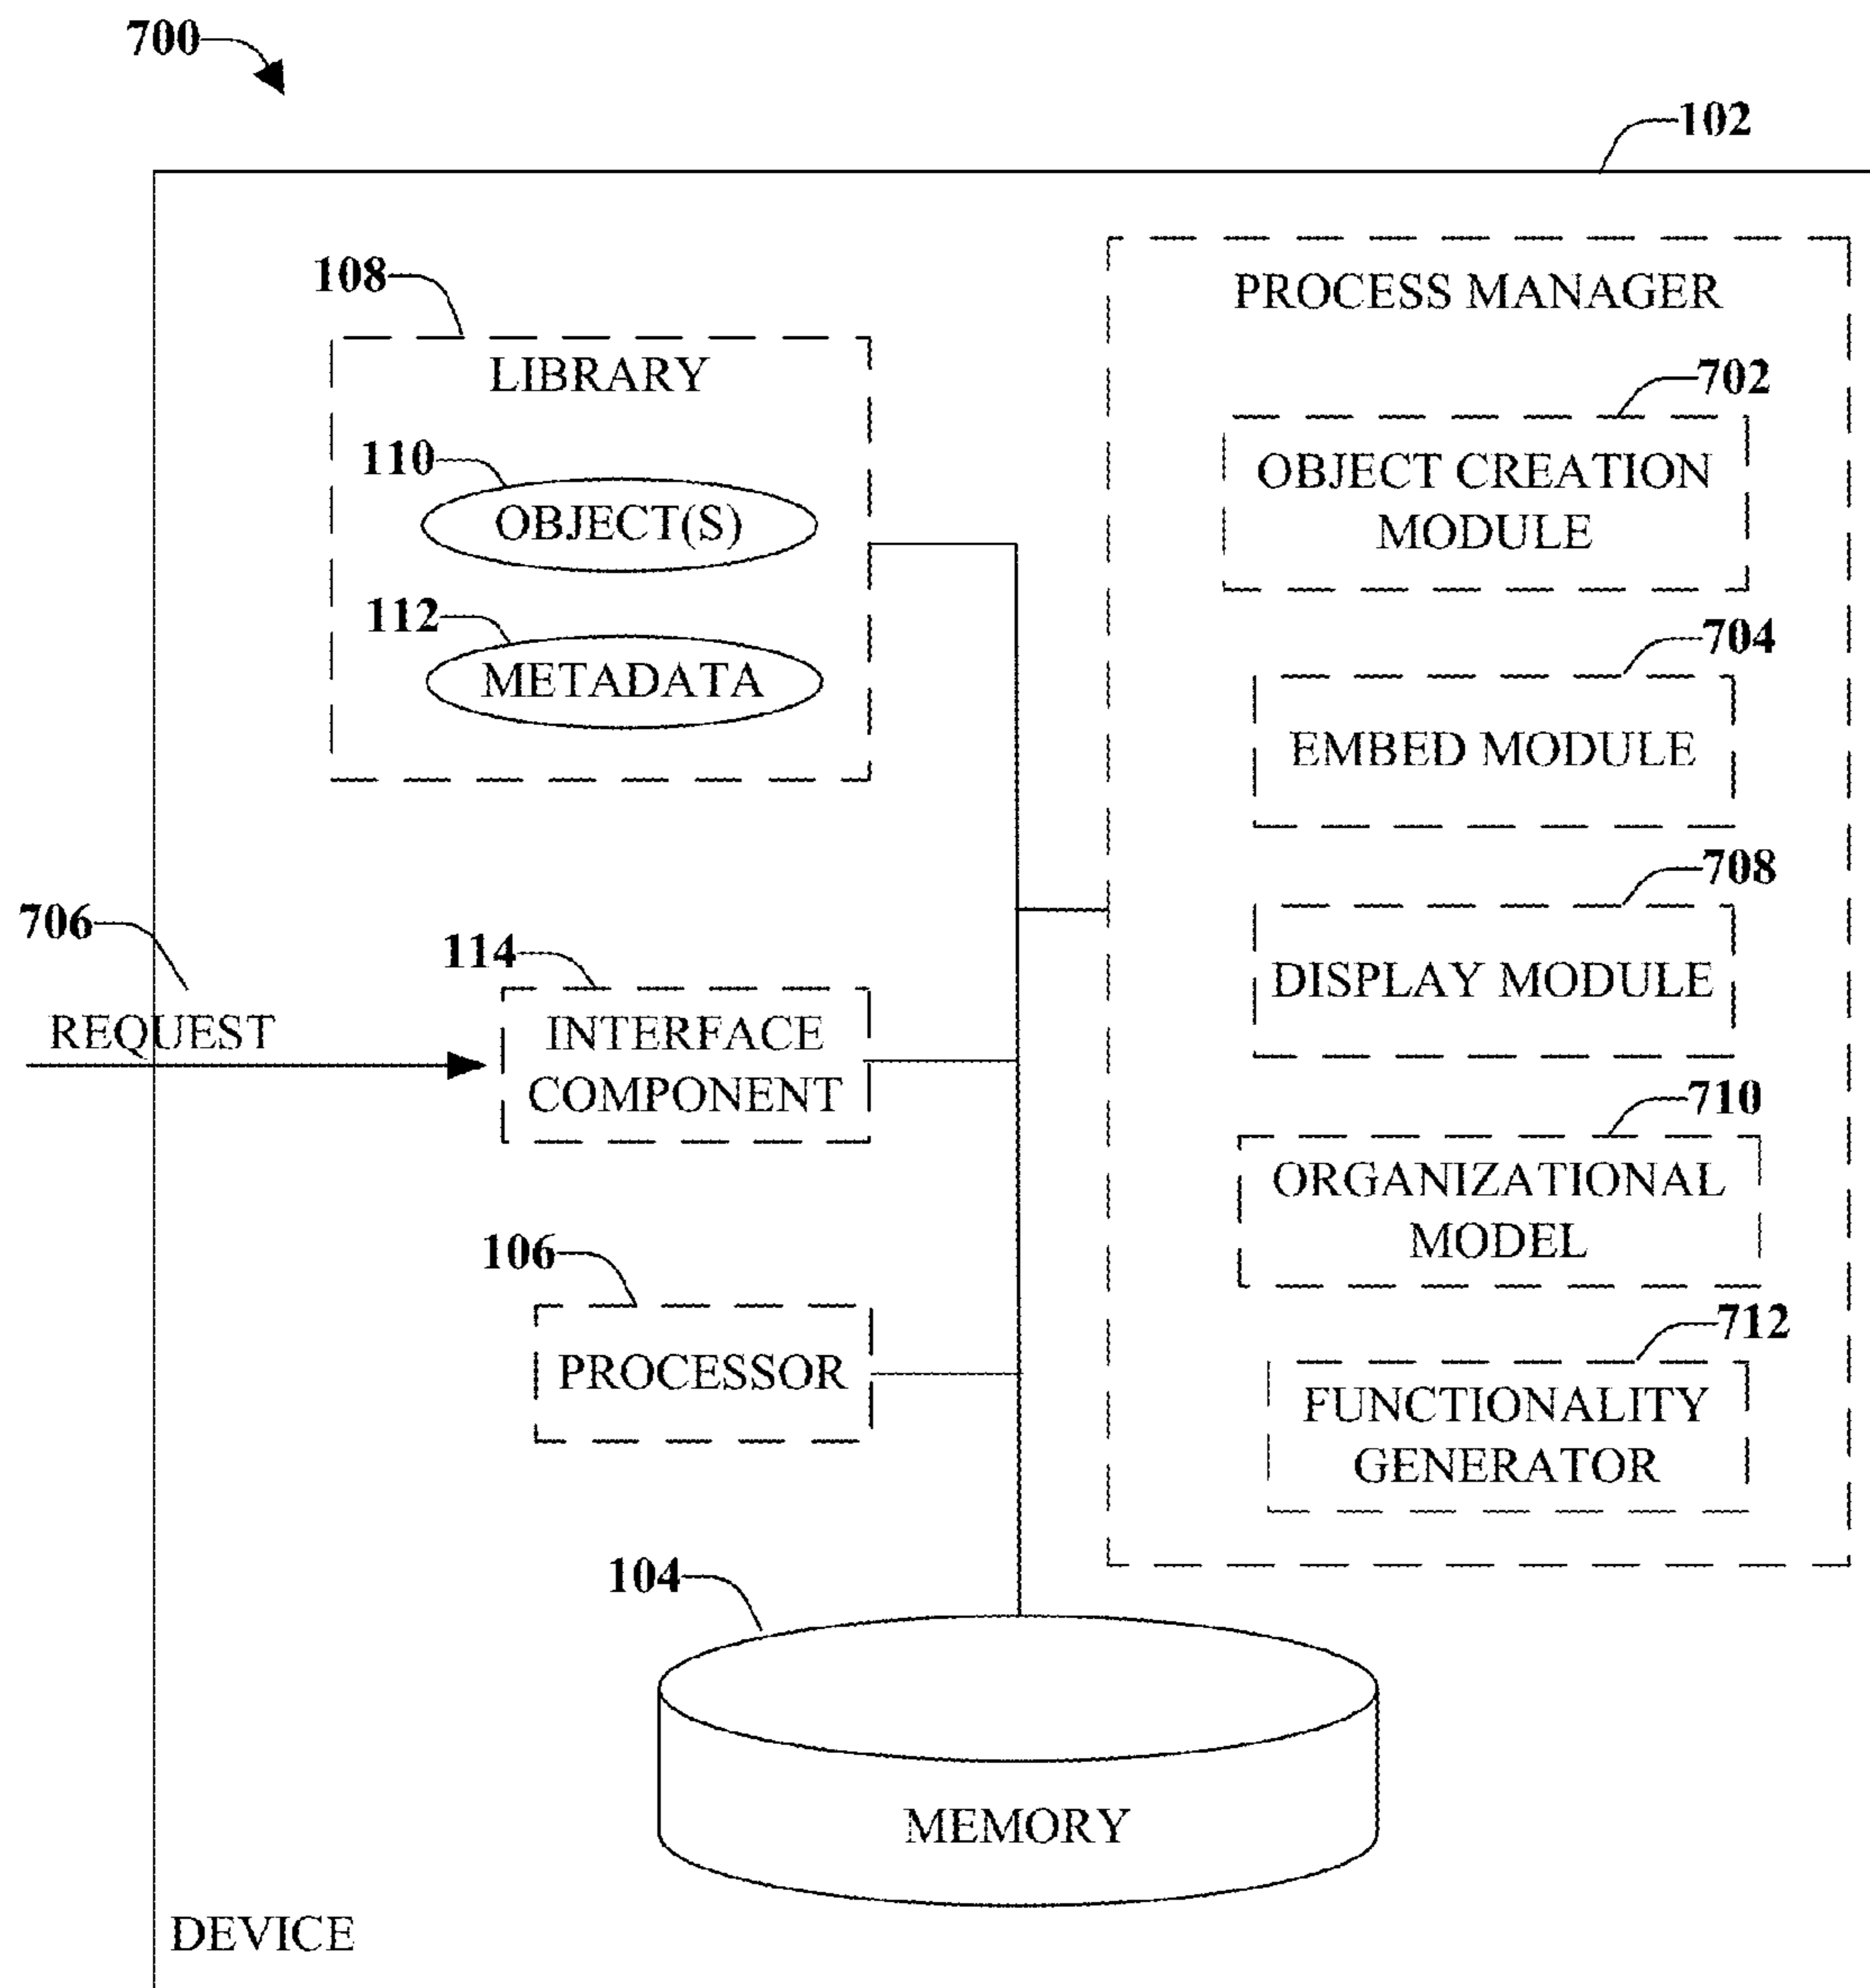 700
102
108
LIBRARY
110
OBJECT(S)
112
METADATA
PROCESS MANAGER
702
OBJECT CREATION
MODULE
704
EMBED MODULE
708
DISPLAY MODULE
710
ORGANIZATIONAL
MODEL
712
FUNCTIONALITY
GENERATOR
706
REQUEST
114
INTERFACE
COMPONENT
106
PROCESSOR
104
MEMORY
DEVICE